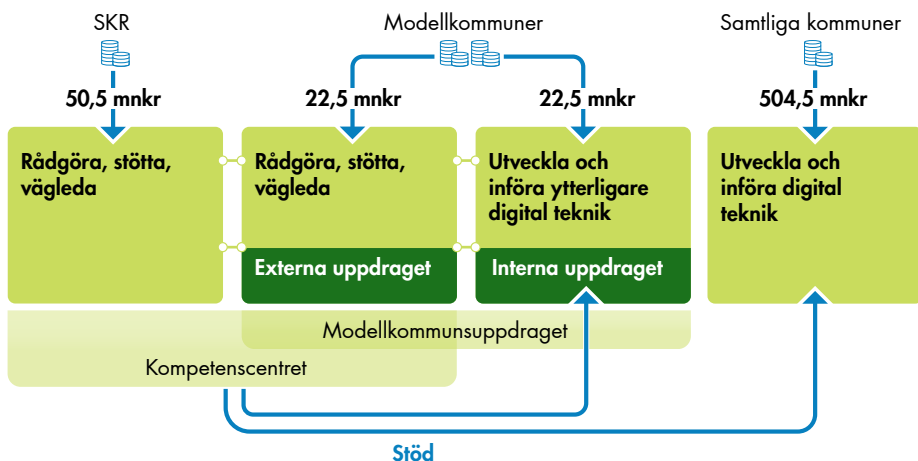 SKR
Modellkommuner
Samtliga kommuner
50,5 mnkr
22,5 mnkr
22,5 mnkr
504,5 mnkr
Rådgöra, stötta,
vägleda
Rådgöra, stötta,
vägleda
Externa uppdraget
Utveckla och
införa ytterligare
digital teknik
Interna uppdraget
Utveckla och
införa digital
teknik
Modellkommunsuppdraget
Kompetenscentret
Stöd